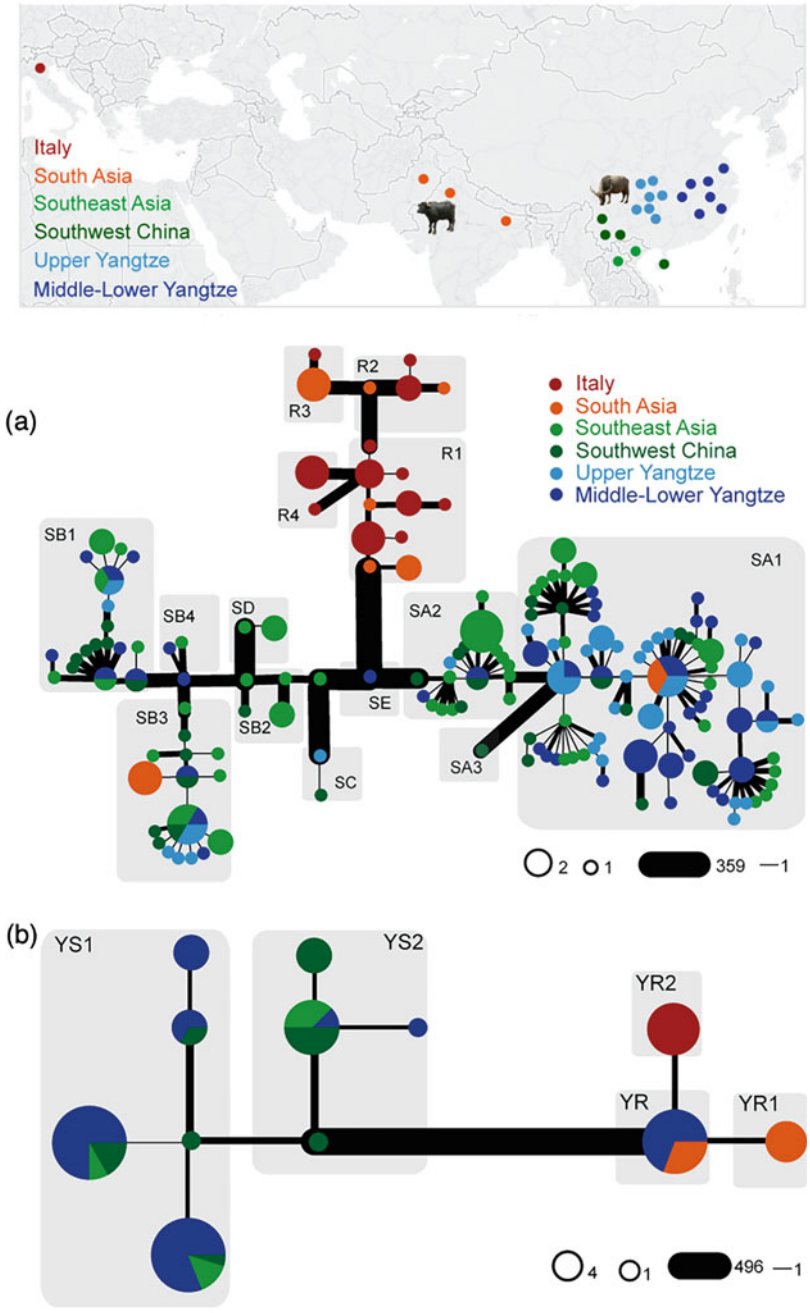 Italy
South Asia
Southeast Asia
Southwest China
Upper Yangtze
Middle-Lower Yangtze
(a)
R3
R2
R1
R4
Italy
South Asia
Southeast Asia
Southwest China
Upper Yangtze
Middle-Lower Yangtze
SB1
SB4
SD
SA2
SA1
SB3
SB2
SE
SC
SA3
2 1 359 1
(b)
YS1
YS2
YR2
YR
YR1
4 1 496 1